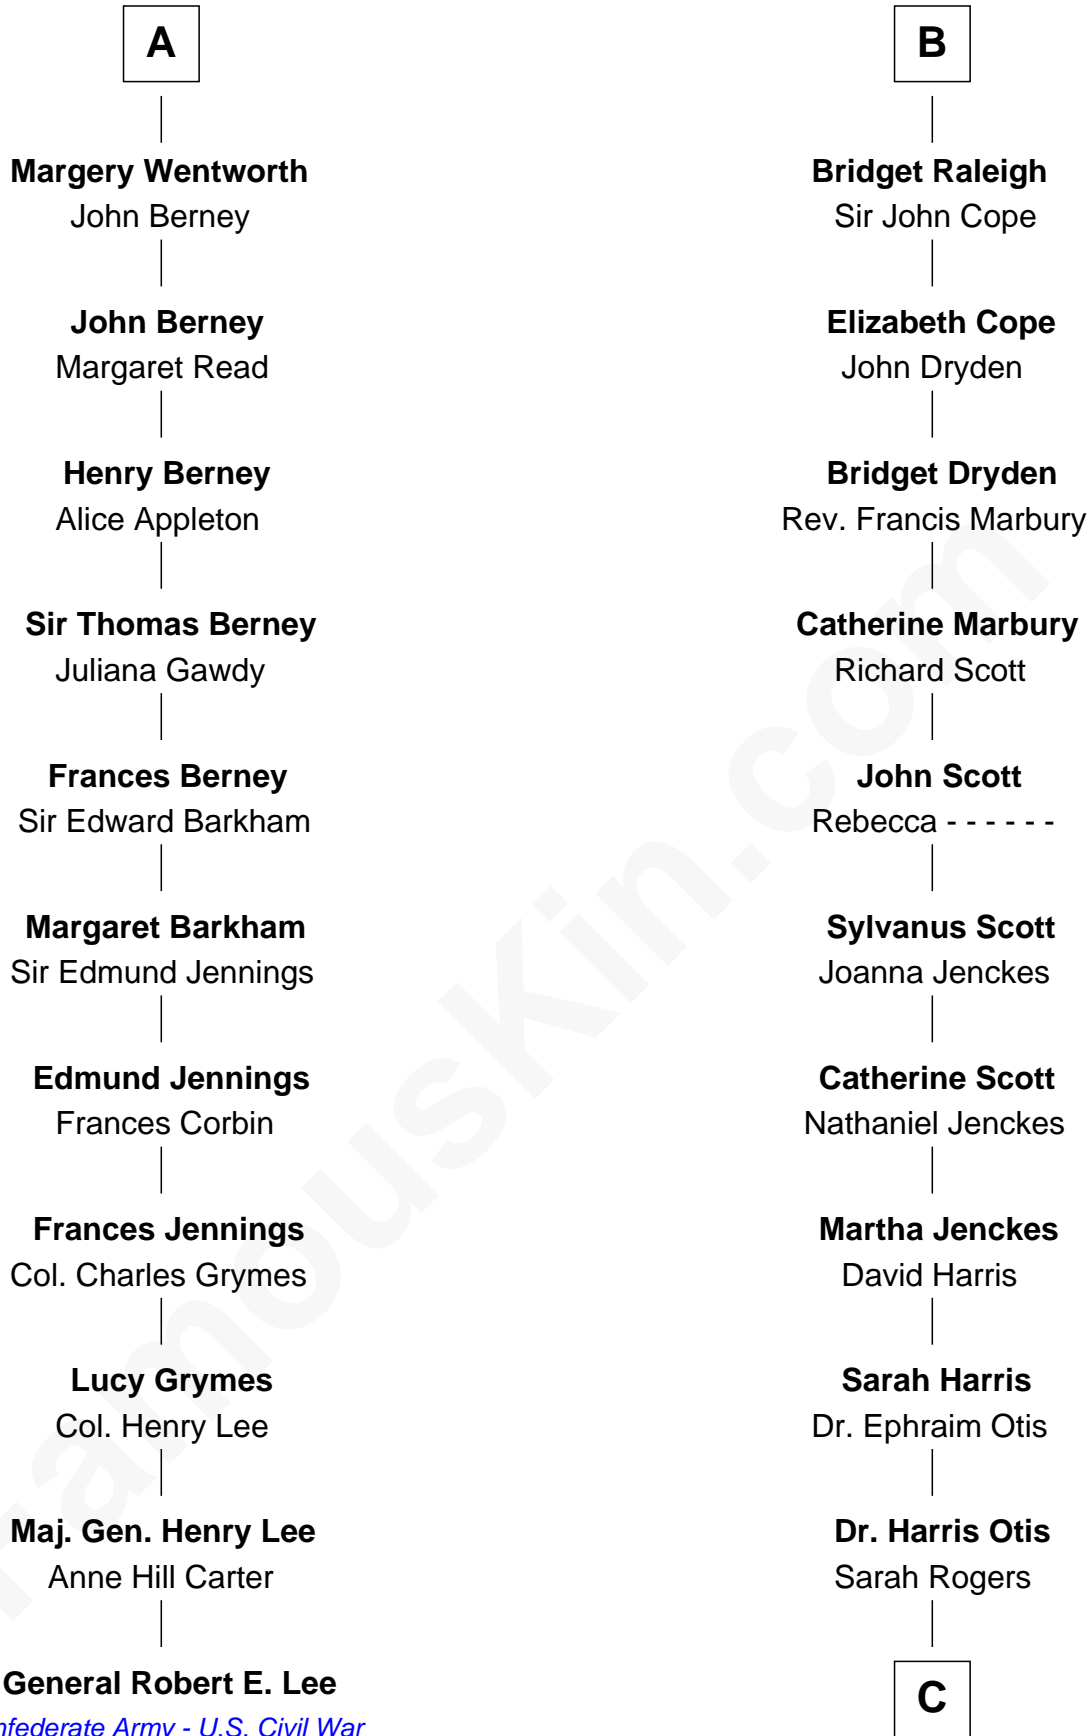 A
Margery Wentworth
John Berney
John Berney
Margaret Read
Henry Berney
Alice Appleton
Sir Thomas Berney
Juliana Gawdy
Frances Berney
Sir Edward Barkham
Margaret Barkham
Sir Edmund Jennings
Edmund Jennings
Frances Corbin
Frances Jennings
Col. Charles Grymes
Lucy Grymes
Col. Henry Lee
Maj. Gen. Henry Lee
Anne Hill Carter
General Robert E. Lee
nfederate Army - U.S. Civil War
B
Bridget Raleigh
Sir John Cope
Elizabeth Cope
John Dryden
Bridget Dryden
Rev. Francis Marbury
Catherine Marbury
Richard Scott
John Scott
Rebecca - - - - - -
Sylvanus Scott
Joanna Jenckes
Catherine Scott
Nathaniel Jenckes
Martha Jenckes
David Harris
Sarah Harris
Dr. Ephraim Otis
Dr. Harris Otis
Sarah Rogers
C
famouskin.com